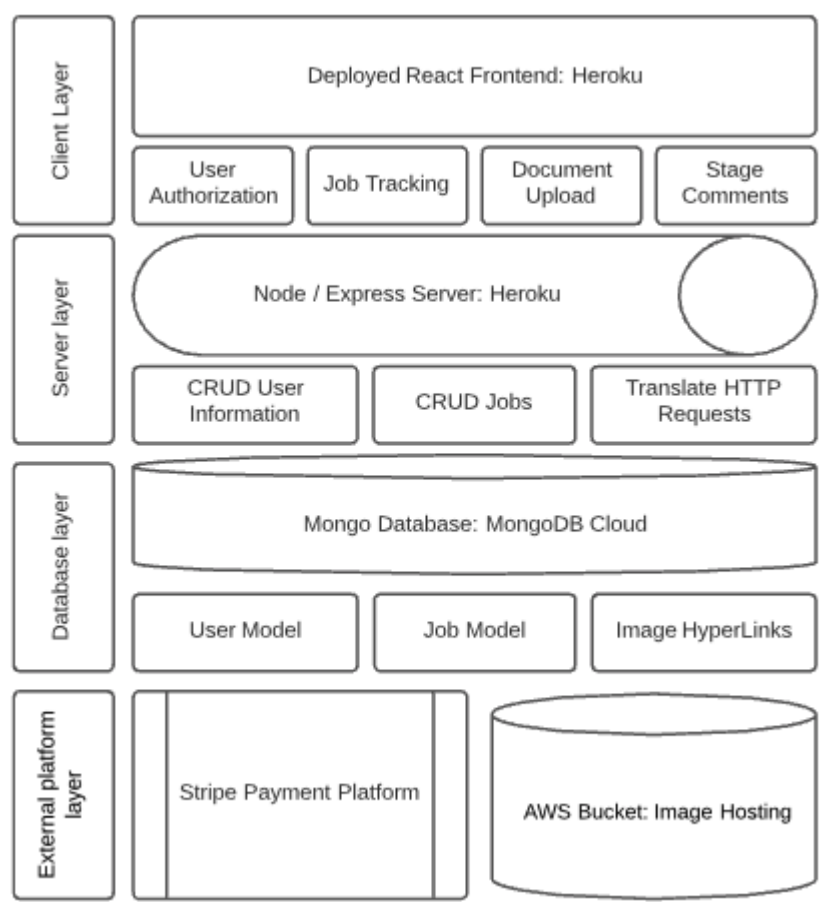 Client Layer
Deployed React Frontend: Heroku
User
Authorization
Job Tracking
Document
Upload
Stage
Comments
Server layer
Node / Express Server: Heroku
CRUD User
Information
CRUD Jobs
Translate HTTP
Requests
Database layer
Mongo Database: MongoDB Cloud
User Model
Job Model
Image HyperLinks
External platform
layer
Stripe Payment Platform
AWS Bucket: Image Hosting